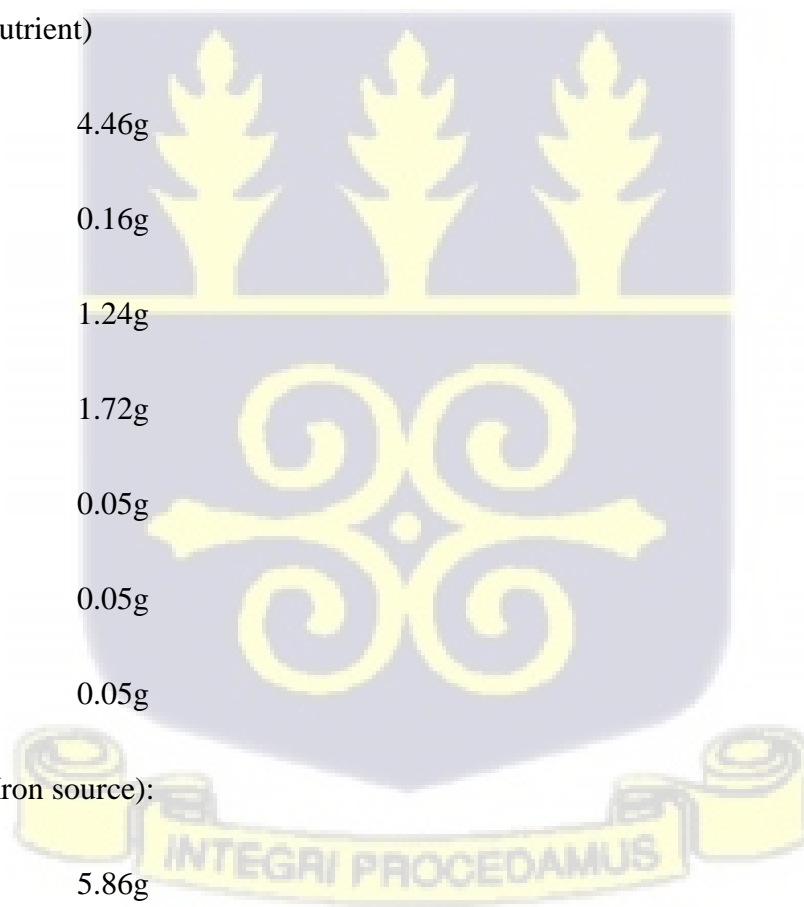 utrient)
4.46g
0.16g
1.24g
1.72g
0.05g
0.05g
0.05g
ron source):
INTEGRI PROCEDAMUS
5.86g